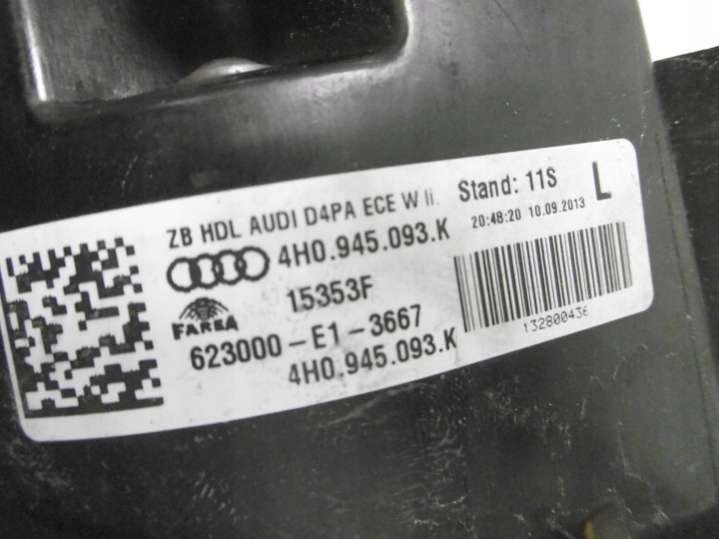 ZB HDL AUDI D4PA ECE W li.
Stand: 11S
L
4H0.945.093.K
20:48:20 10.09.2013
15353F
FARBA
623000-E1-3667
4H0.945.093.K
132800436